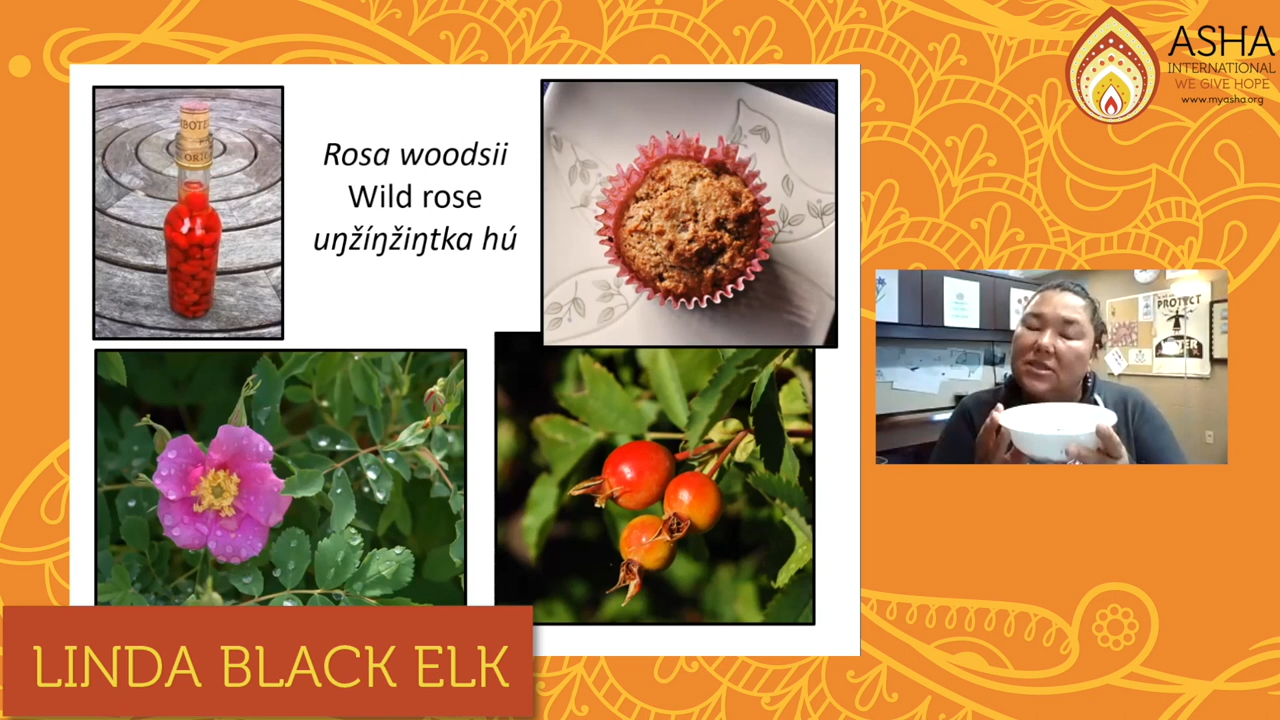 ASHA
INTERNATIONAL
WE GIVE HOPE
www.myasha.org
Rosa woodsii
Wild rose
uŋžíŋžiŋtka hú
PROTECT
LINDA BLACK ELK